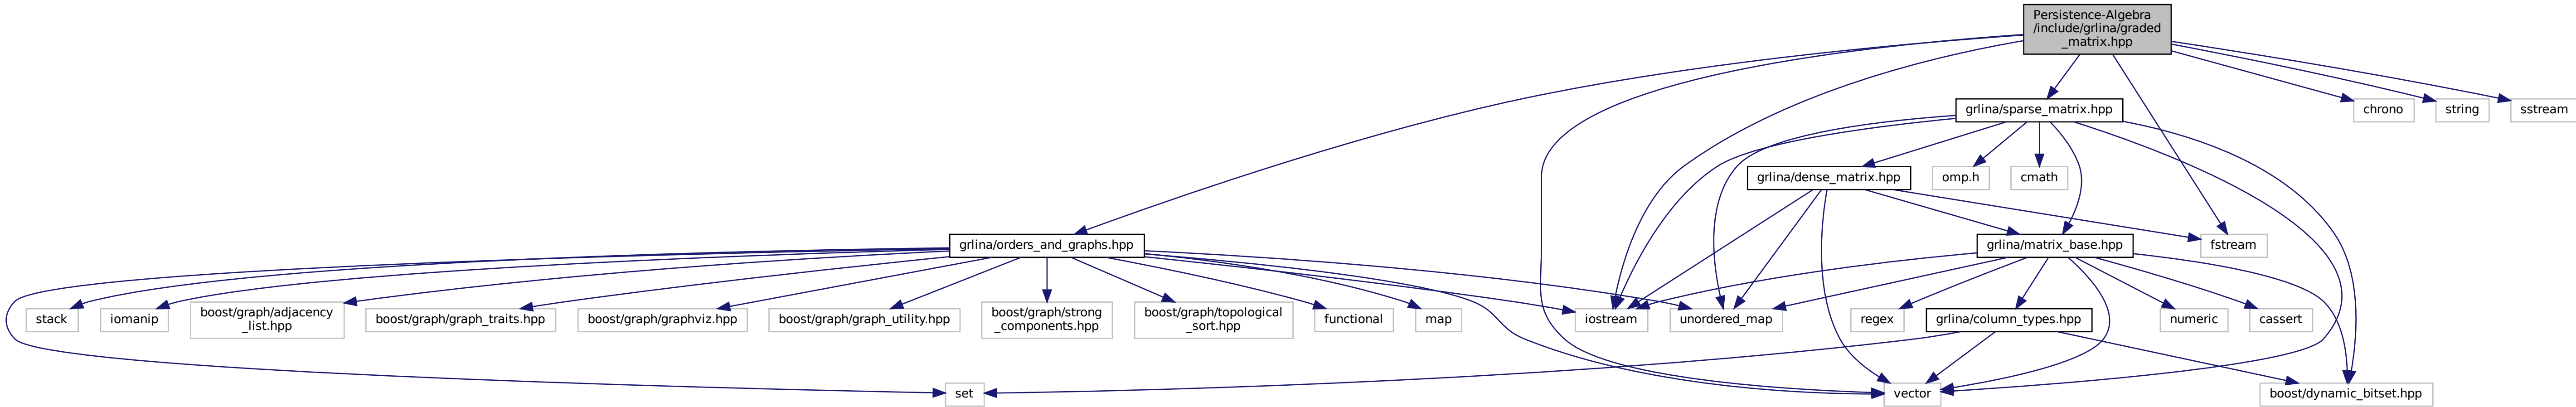 Persistence-Algebra
/include/grlina/graded
_matrix.hpp
grlina/sparse_matrix.hpp
chrono
string
sstream
grlina/dense_matrix.hpp
omp.h
cmath
grlina/orders_and_graphs.hpp
grlina/matrix_base.hpp
fstream
stack
iomanip
boost/graph/adjacency
_list.hpp
boost/graph/graph_traits.hpp
boost/graph/graphviz.hpp
boost/graph/graph_utility.hpp
boost/graph/strong
_components.hpp
boost/graph/topological
_sort.hpp
functional
map
iostream
unordered_map
regex
grlina/column_types.hpp
numeric
cassert
set
vector
boost/dynamic_bitset.hpp